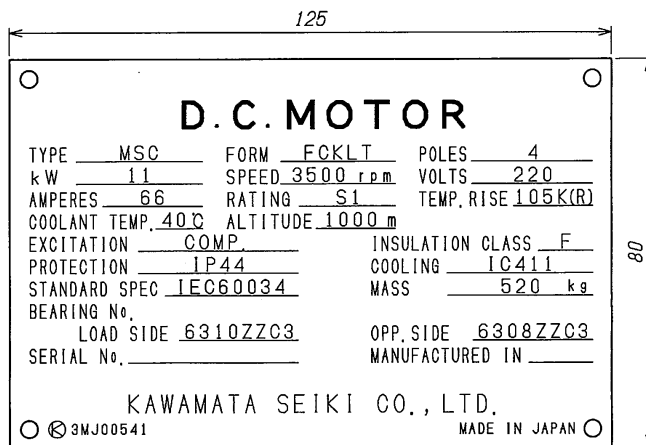 125
D.C.MOTOR
TYPE MSC FORM FCKLT POLES 4
kW 11 SPEED 3500 rpm VOLTS 220
AMPERES 66 RATING S1 TEMP.RISE 105K(R)
COOLANT TEMP. 40℃ ALTITUDE 1000 m
EXCITATION COMP. INSULATION CLASS F
PROTECTION IP44 COOLING IC411
STANDARD SPEC IEC60034 MASS 520 kg
BEARING No.
LOAD SIDE 6310ZZC3 OPP.SIDE 6308ZZC3
SERIAL No. MANUFACTURED IN
KAWAMATA SEIKI CO.,LTD.
Ⓚ 3MJ00541 MADE IN JAPAN
80